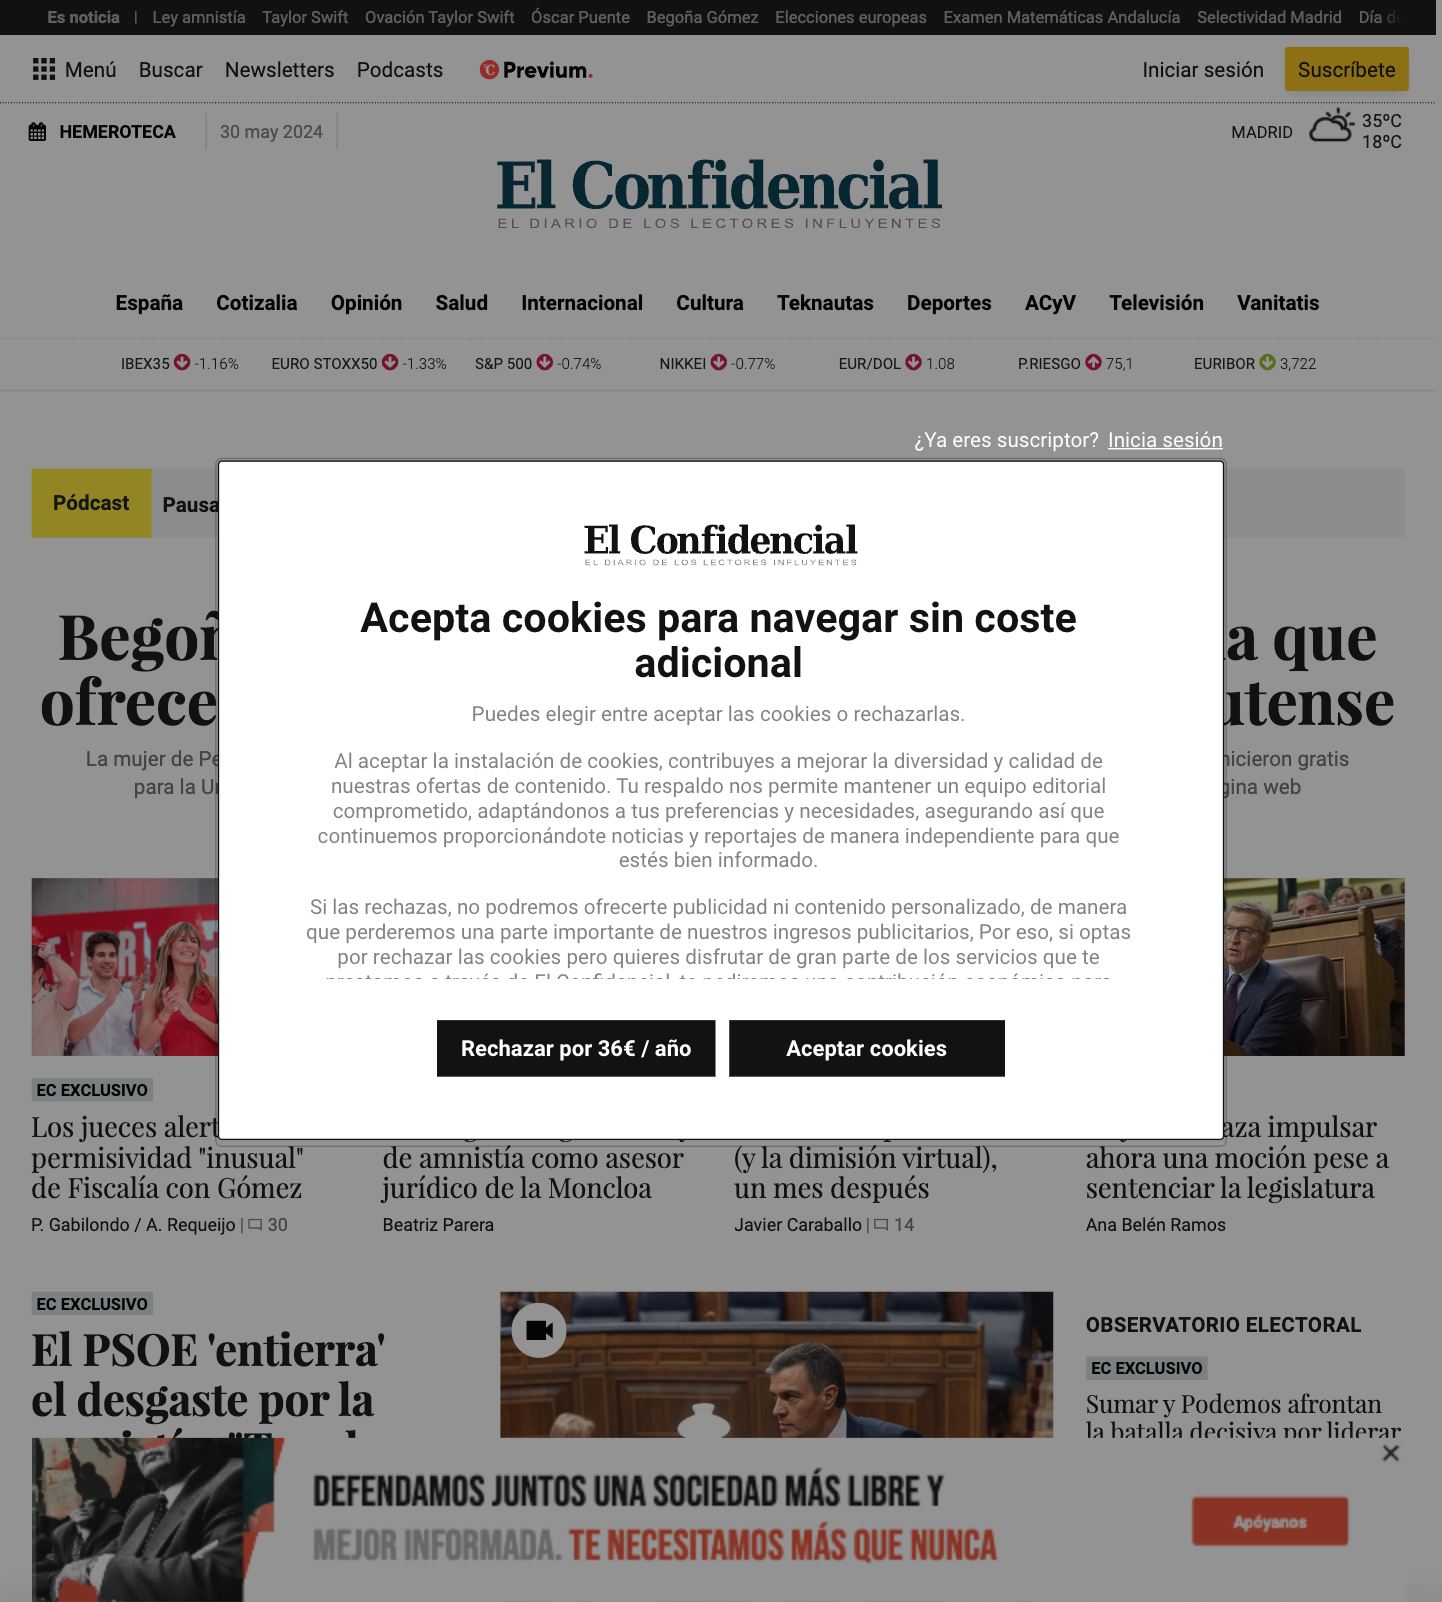 Es noticia | Ley amnistía Taylor Swift Ovación Taylor Swift Óscar Puente Begoña Gómez Elecciones europeas Examen Matemáticas Andalucía Selectividad Madrid Día
Menú Buscar Newsletters Podcasts Previum. Iniciar sesión Suscríbete
HEMEROTECA 30 may 2024 MADRID 35ºC
18ºC
El Confidencial
EL DIARIO DE LOS LECTORES INFLUYENTES
España Cotizalia Opinión Salud Internacional Cultura Teknautas Deportes ACyV Televisión Vanitatis
IBEX35 -1.16% EURO STOXX50 -1.33% S&P 500 -0.74% NIKKEI -0.77% EUR/DOL 1.08 P.RIESGO 75,1 EURIBOR 3,722
¿Ya eres suscriptor? Inicia sesión
Pódcast Pausa
El Confidencial
EL DIARIO DE LOS LECTORES INFLUYENTES
Acepta cookies para navegar sin coste
adicional
Puedes elegir entre aceptar las cookies o rechazarlas.
Al aceptar la instalación de cookies, contribuyes a mejorar la diversidad y calidad de
nuestras ofertas de contenido. Tu respaldo nos permite mantener un equipo editorial
comprometido, adaptándonos a tus preferencias y necesidades, asegurando así que
continuemos proporcionándote noticias y reportajes de manera independiente para que
estés bien informado.
Si las rechazas, no podremos ofrecerte publicidad ni contenido personalizado, de manera
que perderemos una parte importante de nuestros ingresos publicitarios, Por eso, si optas
por rechazar las cookies pero quieres disfrutar de gran parte de los servicios que te
prestamos a través de El Confidencial, te pediremos una contribución económica para
Rechazar por 36€ / año Aceptar cookies
Begoñ a que
ofrece utense
La mujer de Pe hicieron gratis
para la Un gina web
EC EXCLUSIVO
Los jueces alert
permisividad "inusual"
de Fiscalía con Gómez
P. Gabilondo / A. Requeijo | 30
de amnistía como asesor
jurídico de la Moncloa
Beatriz Parera
(y la dimisión virtual),
un mes después
Javier Caraballo | 14
aza impulsar
ahora una moción pese a
sentenciar la legislatura
Ana Belén Ramos
EC EXCLUSIVO
El PSOE 'entierra'
el desgaste por la
OBSERVATORIO ELECTORAL
EC EXCLUSIVO
Sumar y Podemos afrontan
la batalla decisiva por liderar
DEFENDAMOS JUNTOS UNA SOCIEDAD MÁS LIBRE Y
MEJOR INFORMADA. TE NECESITAMOS MÁS QUE NUNCA
Apóyanos